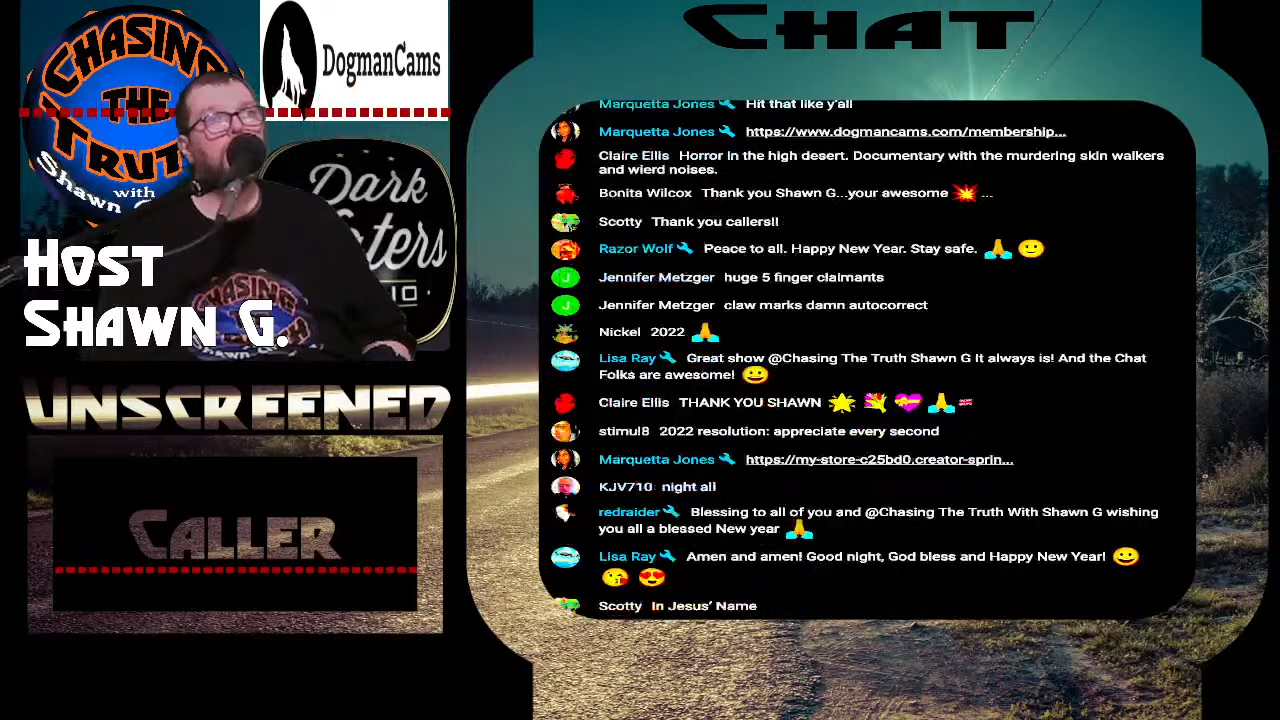 CHASING
THE
TRUTH
with
Shawn
DogmanCams
Dark
HOST
SHAWN G.
CHASING
UNSCREENED
CALLER
CHAT
Marquetta Jones Hit that like y'all
Marquetta Jones https://www.dogmancams.com/membership...
Claire Ellis Horror in the high desert. Documentary with the murdering skin walkers
and wierd noises.
Bonita Wilcox Thank you Shawn G...your awesome 💥 ...
Scotty Thank you callers!!
Razor Wolf Peace to all. Happy New Year. Stay safe. 🙏 🙂
Jennifer Metzger huge 5 finger claimants
Jennifer Metzger claw marks damn autocorrect
Nickel 2022 🙏
Lisa Ray Great show @Chasing The Truth Shawn G It always is! And the Chat
Folks are awesome! 😀
Claire Ellis THANK YOU SHAWN 🌟 💐 💝 🙏 🇬🇧
stimul8 2022 resolution: appreciate every second
Marquetta Jones https://my-store-c25bd0.creator-sprin...
KJV710 night all
redraider Blessing to all of you and @Chasing The Truth With Shawn G wishing
you all a blessed New year 🙏
Lisa Ray Amen and amen! Good night, God bless and Happy New Year! 😀
😘 😍
Scotty In Jesus' Name